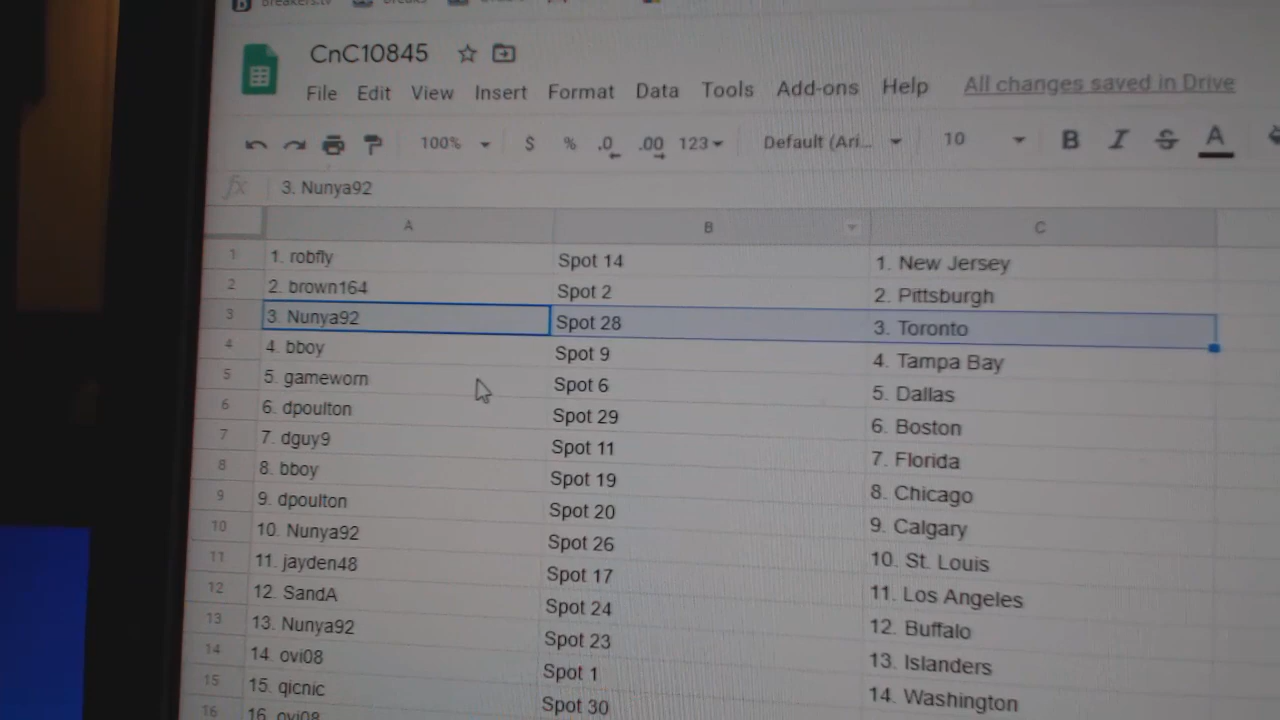 Breakers.tv
CnC10845
File Edit View Insert Format Data Tools Add-ons Help All changes saved in Drive
100% $ % .0 .00 123 Default (Ari... 10 B I S A
fx 3. Nunya92
A B C
1 1. robfly Spot 14 1. New Jersey
2 2. brown164 Spot 2 2. Pittsburgh
3 3. Nunya92 Spot 28 3. Toronto
4 4. bboy Spot 9 4. Tampa Bay
5 5. gameworn Spot 6 5. Dallas
6 6. dpoulton Spot 29 6. Boston
7 7. dguy9 Spot 11 7. Florida
8 8. bboy Spot 19 8. Chicago
9 9. dpoulton Spot 20 9. Calgary
10 10. Nunya92 Spot 26 10. St. Louis
11 11. jayden48 Spot 17 11. Los Angeles
12 12. SandA Spot 24 12. Buffalo
13 13. Nunya92 Spot 23 13. Islanders
14 14. ovi08 Spot 1 14. Washington
15 15. qicnic Spot 30
16 16. ovi08